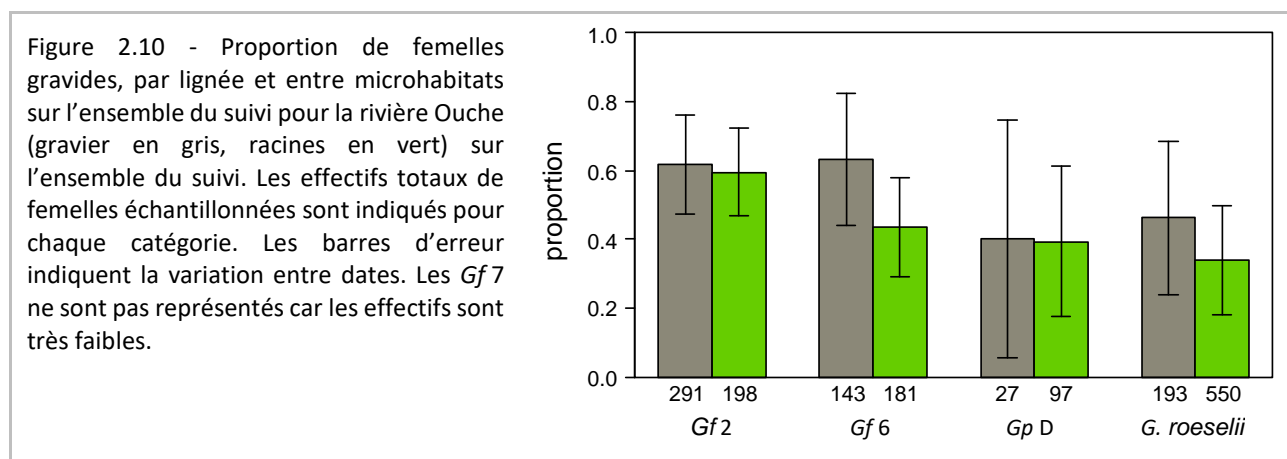 Figure 2.10 - Proportion de femelles
gravides, par lignée et entre microhabitats
sur l’ensemble du suivi pour la rivière Ouche
(gravier en gris, racines en vert) sur
l’ensemble du suivi. Les effectifs totaux de
femelles échantillonnées sont indiqués pour
chaque catégorie. Les barres d’erreur
indiquent la variation entre dates. Les Gf 7
ne sont pas représentés car les effectifs sont
très faibles.
proportion
1.0
0.8
0.6
0.4
0.2
0.0
291 198 143 181 27 97 193 550
Gf 2 Gf 6 Gp D G. roeselii